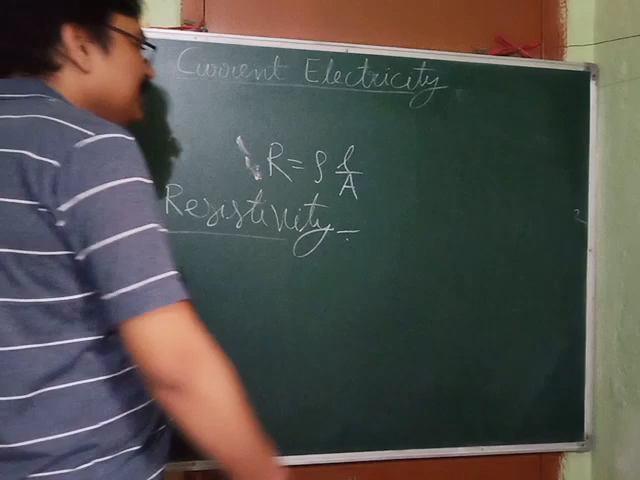 Current Electricity
R = ρ l/A
Resistivity :-